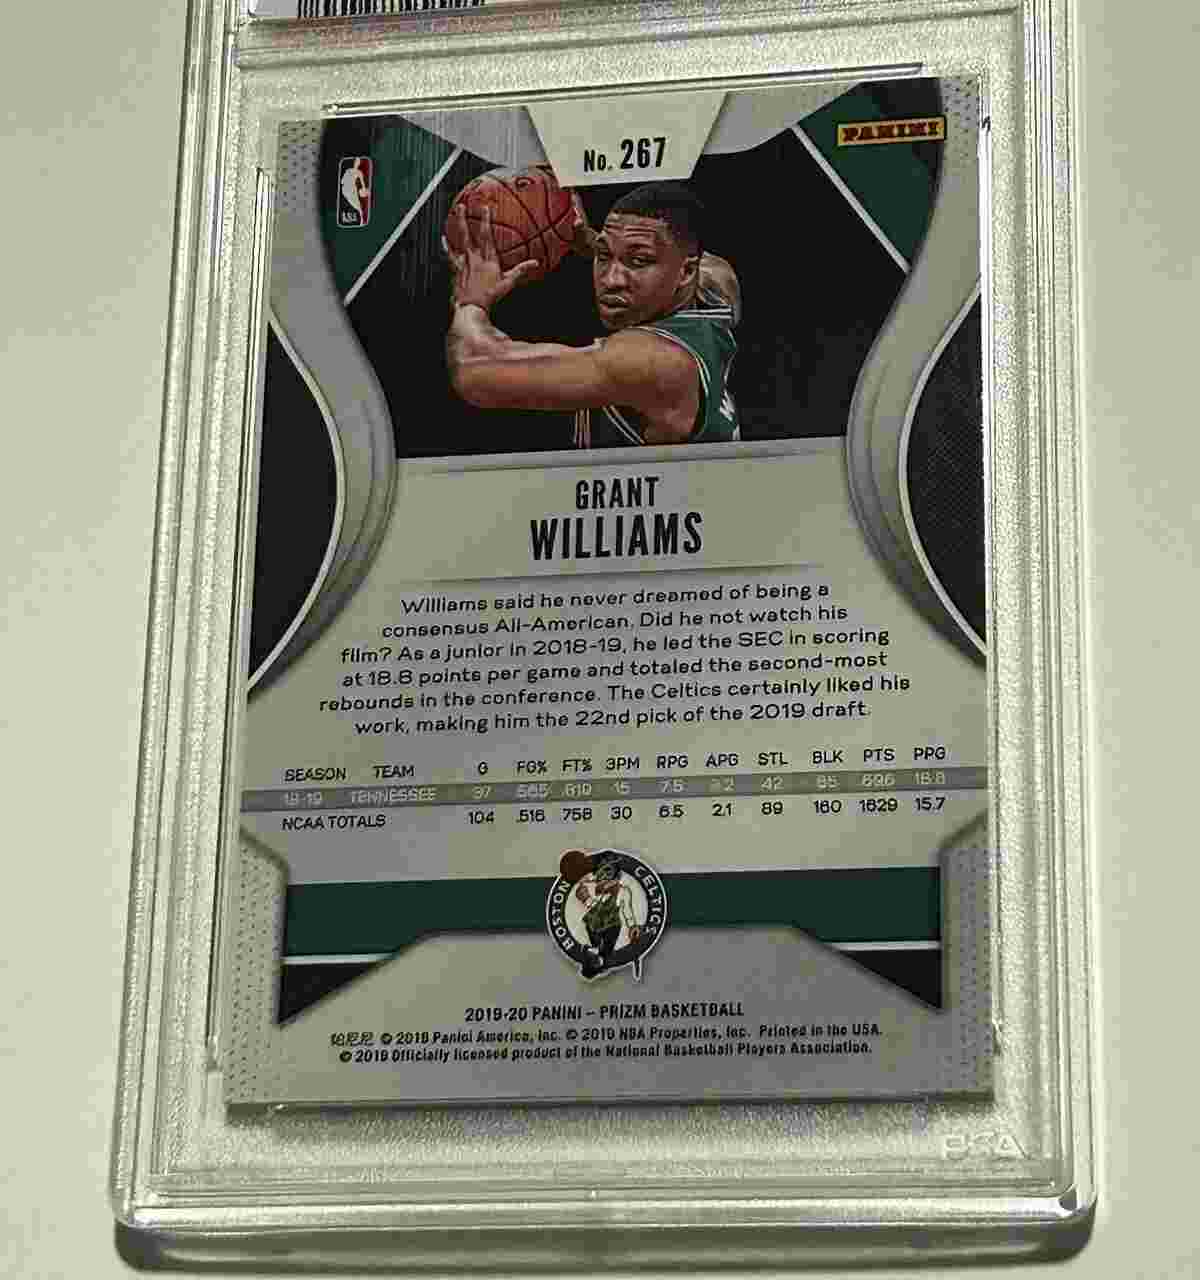 No. 267
PANINI
NBA
GRANT
WILLIAMS
Williams said he never dreamed of being a
consensus All-American. Did he not watch his
film? As a junior in 2018-19, he led the SEC in scoring
at 18.8 points per game and totaled the second-most
rebounds in the conference. The Celtics certainly liked his
work, making him the 22nd pick of the 2019 draft.
SEASON TEAM G FG% FT% 3PM RPG APG STL BLK PTS PPG
18-19 TENNESSEE 37 .819 15 7.5 42 696 18.8
NCAA TOTALS 104 .516 .758 30 6.5 2.1 89 160 1629 15.7
BOSTON CELTICS
2019-20 PANINI – PRIZM BASKETBALL
帕尼尼 © 2019 Panini America, Inc. © 2019 NBA Properties, Inc. Printed in the USA.
© 2019 Officially licensed product of the National Basketball Players Association.
PSA